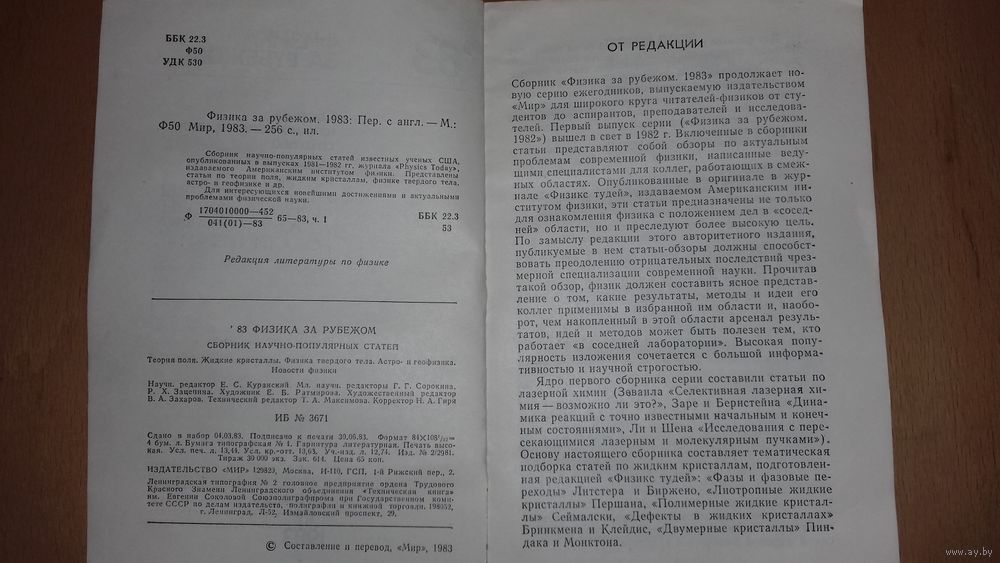 ББК 22.3
Ф50
УДК 530
Физика за рубежом. 1983: Пер. с англ. — М.:
Ф50 Мир, 1983. — 256 с., ил.
Сборник научно-популярных статей известных ученых США,
опубликованных в выпусках 1981—1982 гг. журнала «Physics Today»,
издаваемого Американским институтом физики. Представлены
статьи по теории поля, жидким кристаллам, физике твердого тела,
астро- и геофизике и др.
Для интересующихся новейшими достижениями и актуальными
проблемами физической науки.
Ф 1704010000—452
041(01)—83 65—83, ч. 1
ББК 22.3
53
Редакция литературы по физике
' 83 ФИЗИКА ЗА РУБЕЖОМ
СБОРНИК НАУЧНО-ПОПУЛЯРНЫХ СТАТЕЙ
Теория поля. Жидкие кристаллы. Физика твердого тела. Астро- и геофизика.
Новости физики
Научн. редактор Е. С. Куранский. Мл. научн. редакторы Г. Г. Сорокина,
Р. Х. Зацепина. Художник Е. Б. Ратмирова. Художественный редактор
В. А. Захаров. Технический редактор Т. А. Максимова. Корректор Н. А. Гиря
ИБ № 3671
Сдано в набор 04.03.83. Подписано к печати 30.06.83. Формат 84×108¹/₃₂=
4 бум. л. Бумага типографская № 1. Гарнитура литературная. Печать высо-
кая. Усл. печ. л. 13,44. Усл. кр.-отт. 13,63. Уч.-изд. л. 12,74. Изд. № 2/2981.
Тираж 30 000 экз. Зак. 614. Цена 65 коп.
ИЗДАТЕЛЬСТВО «МИР» 129820, Москва, И-110, ГСП, 1-й Рижский пер., 2.
Ленинградская типография № 2 головное предприятие ордена Трудового
Красного Знамени Ленинградского объединения «Техническая книга»
им. Евгении Соколовой Союзполиграфпрома при Государственном коми-
тете СССР по делам издательств, полиграфии и книжной торговли. 198052,
г. Ленинград, Л-52, Измайловский проспект, 29.
© Составление и перевод, «Мир», 1983
ОТ РЕДАКЦИИ
Сборник «Физика за рубежом. 1983» продолжает но-
вую серию ежегодников, выпускаемую издательством
«Мир» для широкого круга читателей-физиков от сту-
дентов до аспирантов, преподавателей и исследова-
телей. Первый выпуск серии («Физика за рубежом.
1982») вышел в свет в 1982 г. Включенные в сборники
статьи представляют собой обзоры по актуальным
проблемам современной физики, написанные веду-
щими специалистами для коллег, работающих в смеж-
ных областях. Опубликованные в оригинале в жур-
нале «Физикс тудей», издаваемом Американским ин-
ститутом физики, эти статьи предназначены не только
для ознакомления физика с положением дел в «сосед-
ней» области, но и преследуют более высокую цель.
По замыслу редакции этого авторитетного издания,
публикуемые в нем статьи-обзоры должны способст-
вовать преодолению отрицательных последствий чрез-
мерной специализации современной науки. Прочитав
такой обзор, физик должен составить ясное представ-
ление о том, какие результаты, методы и идеи его
коллег применимы в избранной им области и, наобо-
рот, чем накопленный в этой области арсенал резуль-
татов, идей и методов может быть полезен тем, кто
работает «в соседней лаборатории». Высокая попу-
лярность изложения сочетается с большой информа-
тивностью и научной строгостью.
Ядро первого сборника серии составили статьи по
лазерной химии (Зеваила «Селективная лазерная хи-
мия — возможно ли это?», Заре и Беристейна «Дина-
мика реакций с точно известными начальным и конеч-
ным состояниями», Ли и Шена «Исследования с пере-
секающимися лазерным и молекулярным пучками»).
Основу настоящего сборника составляет тематическая
подборка статей по жидким кристаллам, подготовлен-
ная редакцией «Физикс тудей»: «Фазы и фазовые пе-
реходы» Литстера и Биржено, «Лиотропные жидкие
кристаллы» Першана, «Полимерные жидкие кристал-
лы» Сеймалски, «Дефекты в жидких кристаллах»
Бринкмена и Клейдис, «Двумерные кристаллы» Пин-
дака и Монктона.
www.ay.by